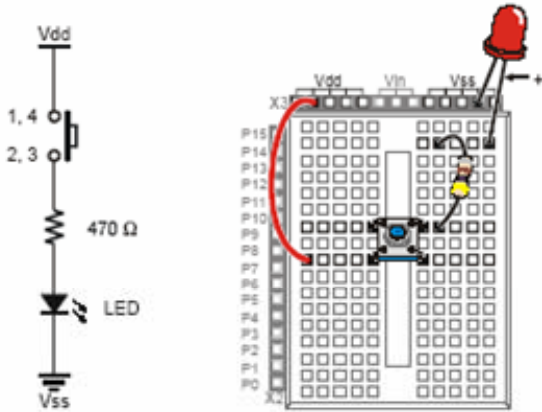 Vdd
1, 4
2, 3
470 Ω
LED
Vss
Vdd Vin Vss
+
X3
P15
P14
P13
P12
P11
P10
P9
P8
P7
P6
P5
P4
P3
P2
P1
P0
X2